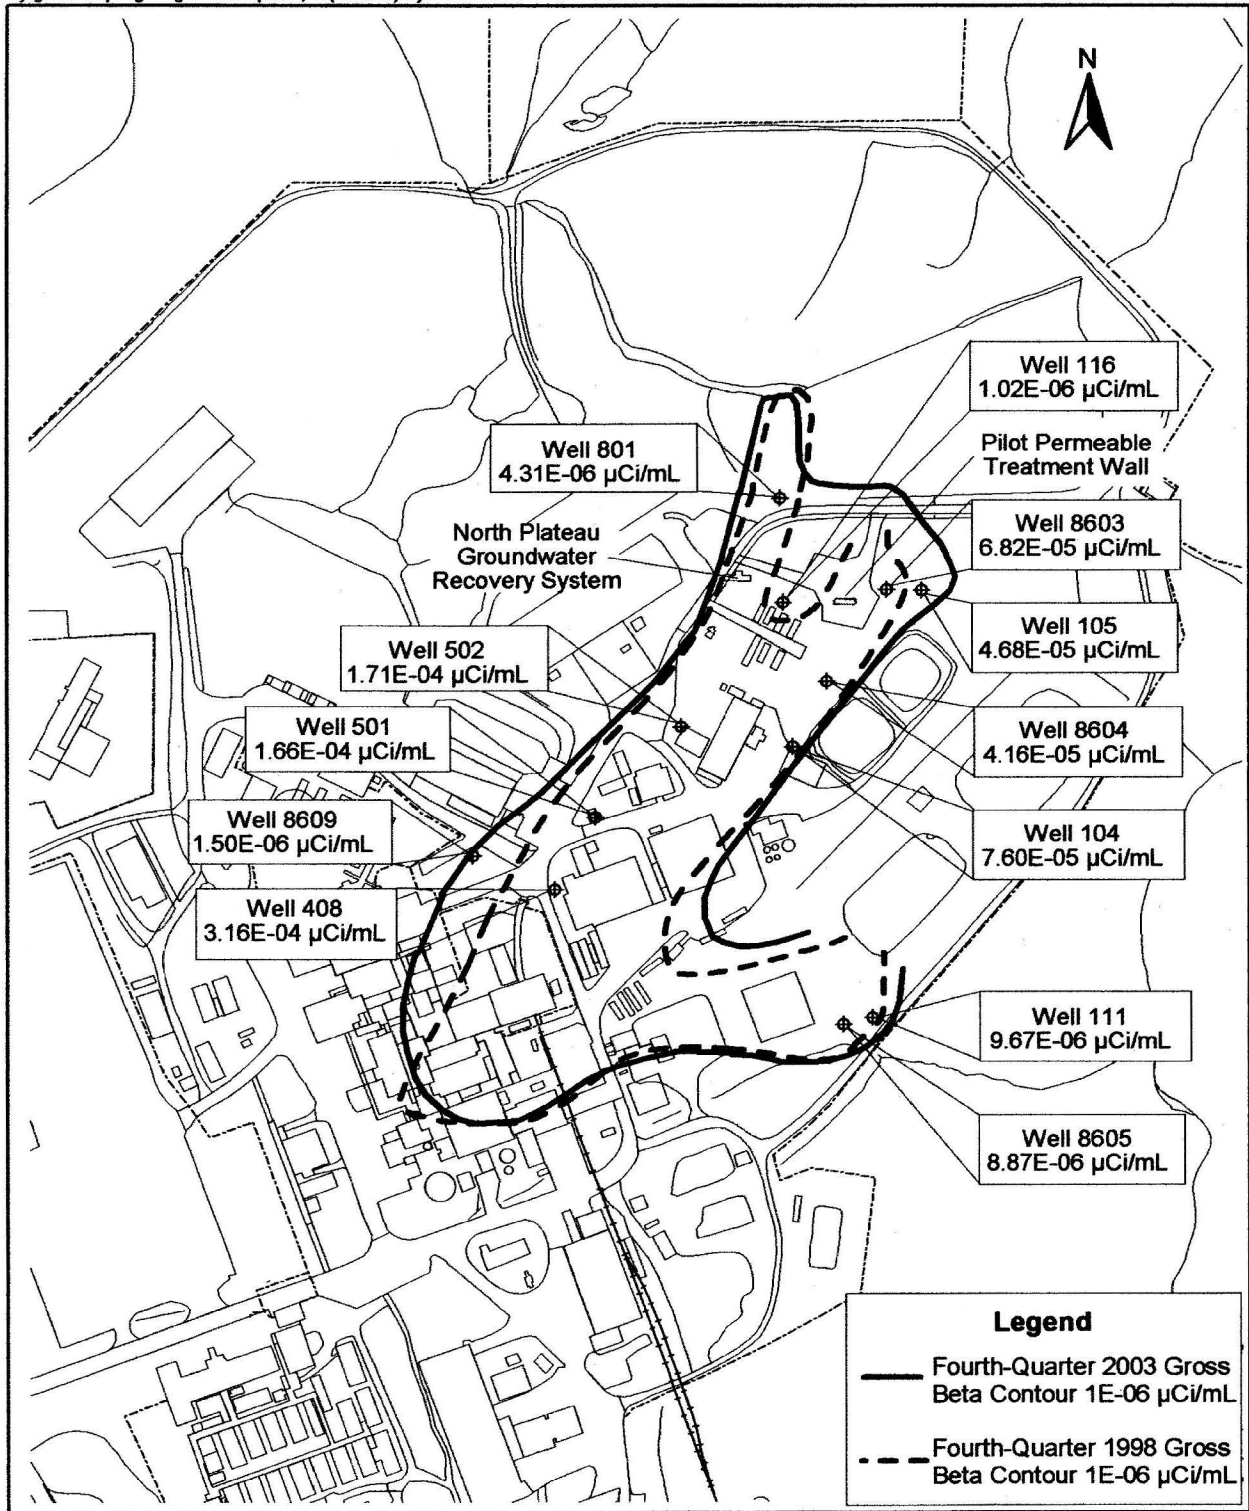 N
Well 116
1.02E-06 µCi/mL
Pilot Permeable
Treatment Wall
Well 801
4.31E-06 µCi/mL
Well 8603
6.82E-05 µCi/mL
North Plateau
Groundwater
Recovery System
Well 105
4.68E-05 µCi/mL
Well 502
1.71E-04 µCi/mL
Well 501
1.66E-04 µCi/mL
Well 8604
4.16E-05 µCi/mL
Well 8609
1.50E-06 µCi/mL
Well 104
7.60E-05 µCi/mL
Well 408
3.16E-04 µCi/mL
Well 111
9.67E-06 µCi/mL
Well 8605
8.87E-06 µCi/mL
Legend
Fourth-Quarter 2003 Gross
Beta Contour 1E-06 µCi/mL
Fourth-Quarter 1998 Gross
Beta Contour 1E-06 µCi/mL